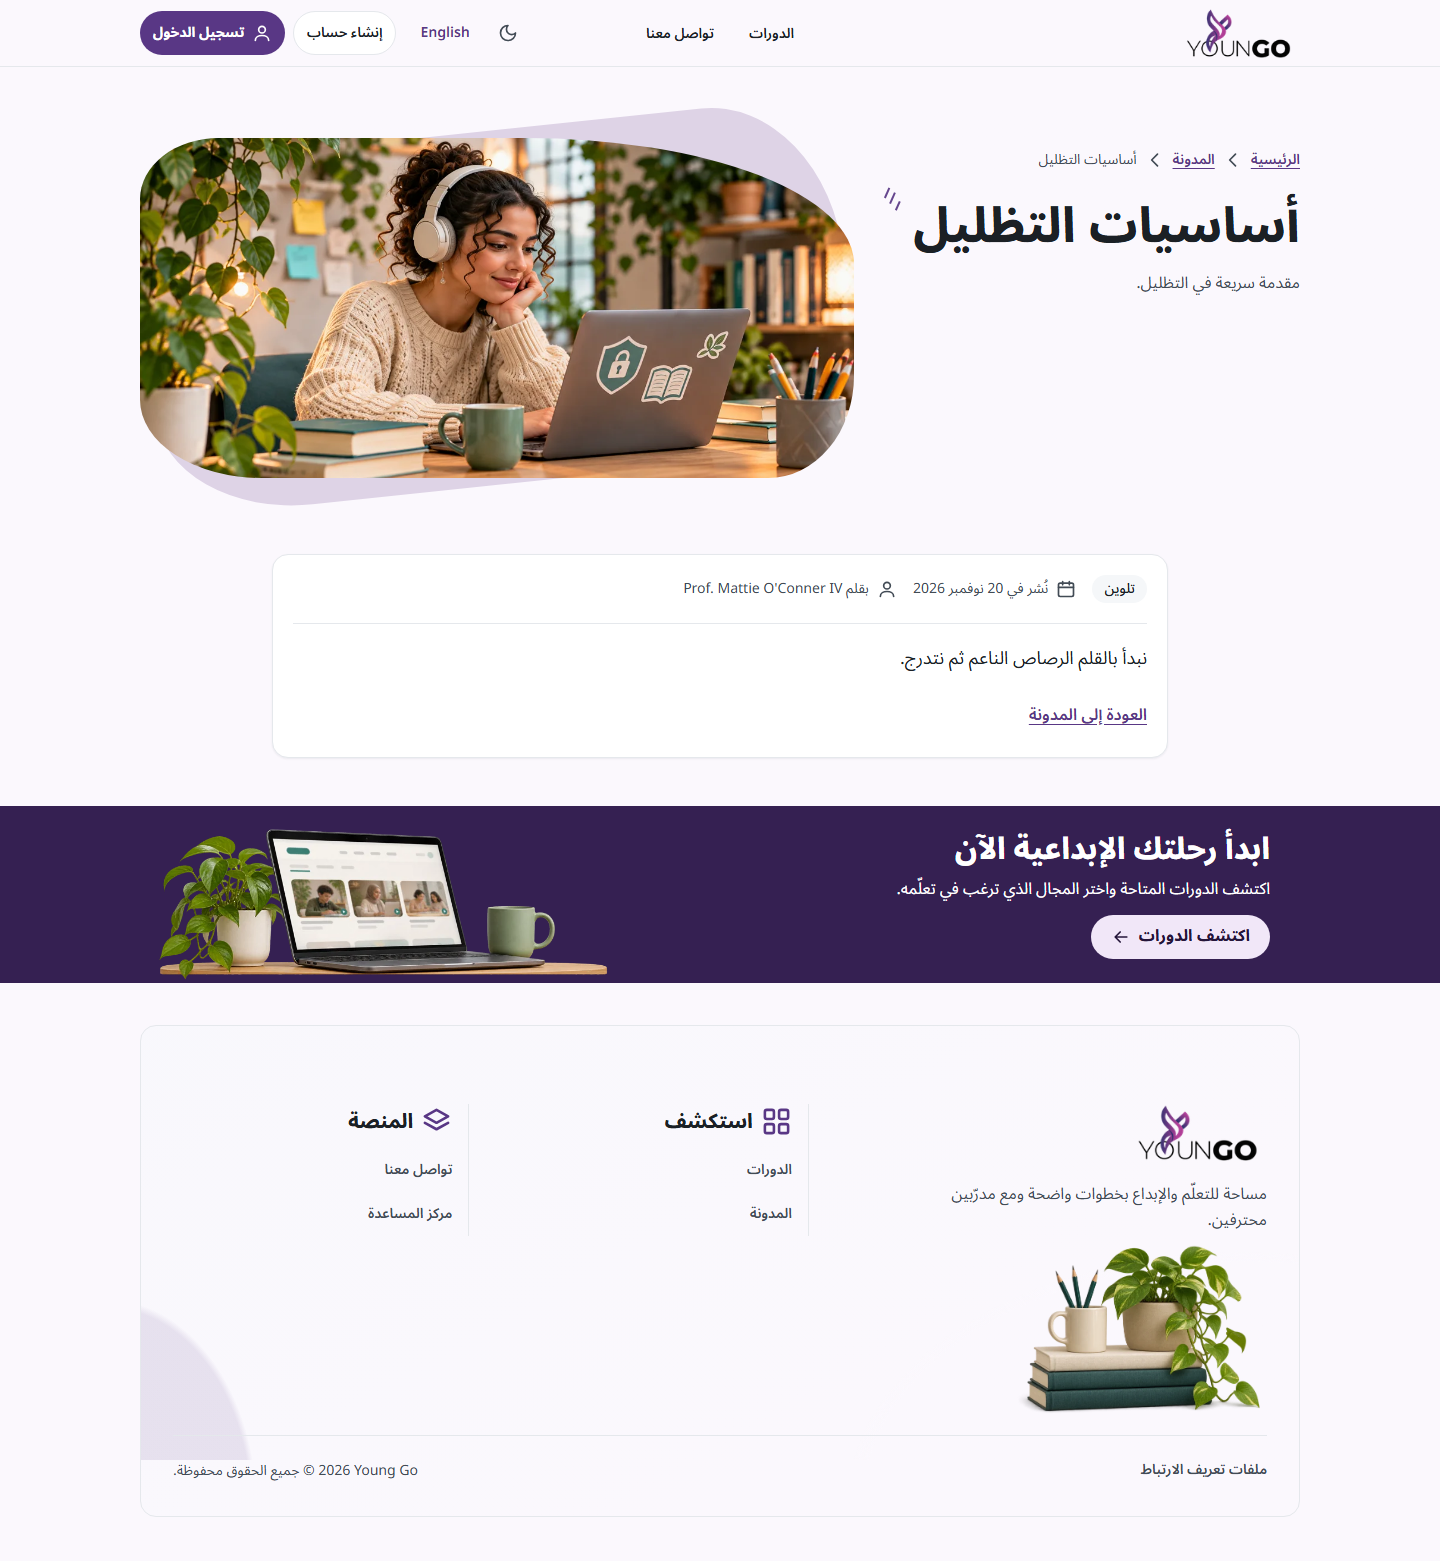 YOUNGO
الدورات
تواصل معنا
English
إنشاء حساب
تسجيل الدخول
الرئيسية
المدونة
أساسيات التظليل
أساسيات التظليل
مقدمة سريعة في التظليل.
تلوين
نُشر في 20 نوفمبر 2026
بقلم Prof. Mattie O'Conner IV
نبدأ بالقلم الرصاص الناعم ثم نتدرج.
العودة إلى المدونة
ابدأ رحلتك الإبداعية الآن
اكتشف الدورات المتاحة واختر المجال الذي ترغب في تعلّمه.
اكتشف الدورات
YOUNGO
مساحة للتعلّم والإبداع بخطوات واضحة ومع مدرّبين
محترفين.
استكشف
الدورات
المدونة
المنصة
تواصل معنا
مركز المساعدة
ملفات تعريف الارتباط
© 2026 Young Go جميع الحقوق محفوظة.